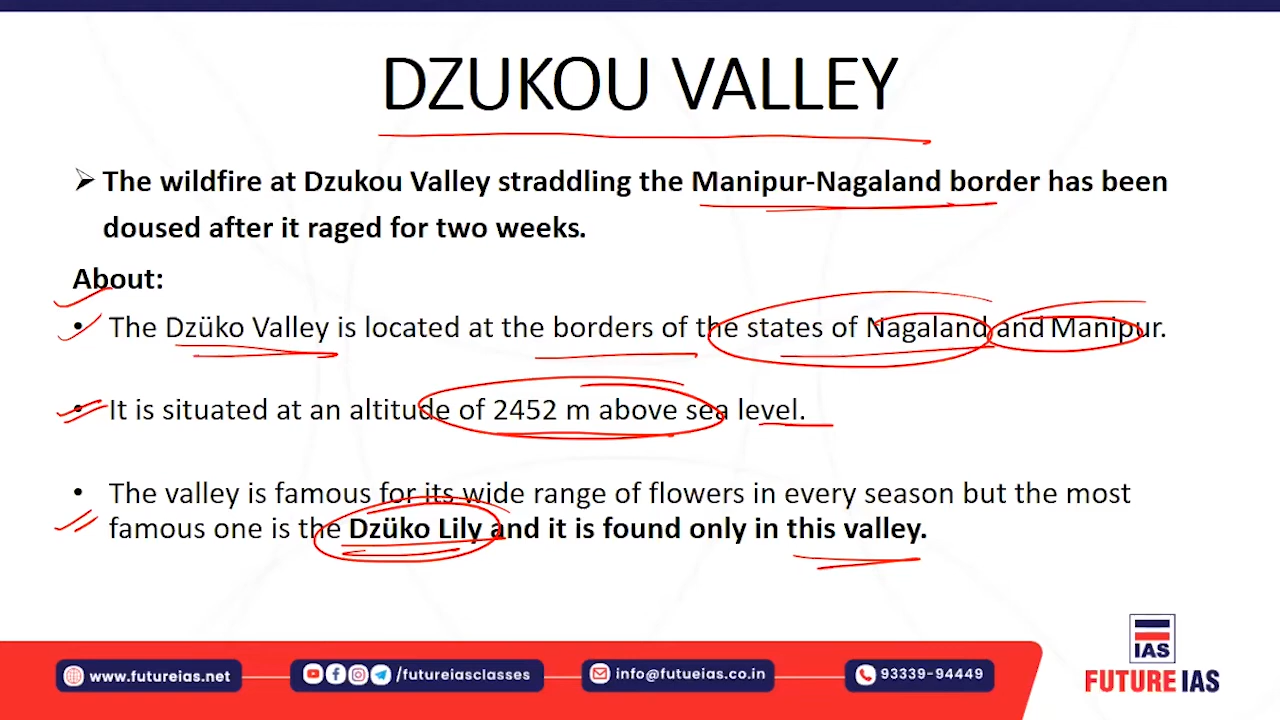 DZUKOU VALLEY
➢ The wildfire at Dzukou Valley straddling the Manipur-Nagaland border has been
doused after it raged for two weeks.
About:
• The Dzüko Valley is located at the borders of the states of Nagaland and Manipur.
• It is situated at an altitude of 2452 m above sea level.
• The valley is famous for its wide range of flowers in every season but the most
famous one is the Dzüko Lily and it is found only in this valley.
www.futureias.net
/futureiasclasses
info@futueias.co.in
93339-94449
IAS
FUTURE IAS